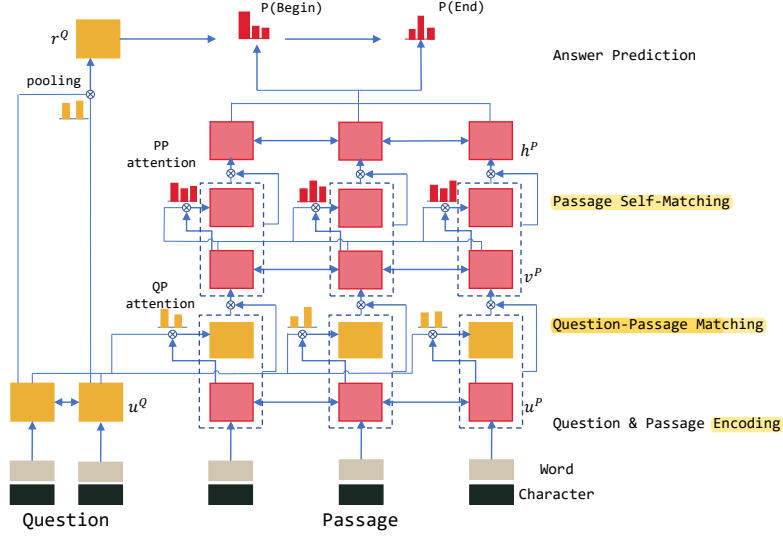 P(Begin)
P(End)
r^Q
Answer Prediction
pooling
PP
attention
h^P
Passage Self-Matching
v^P
QP
attention
Question-Passage Matching
u^Q
u^P
Question & Passage Encoding
Word
Character
Question
Passage